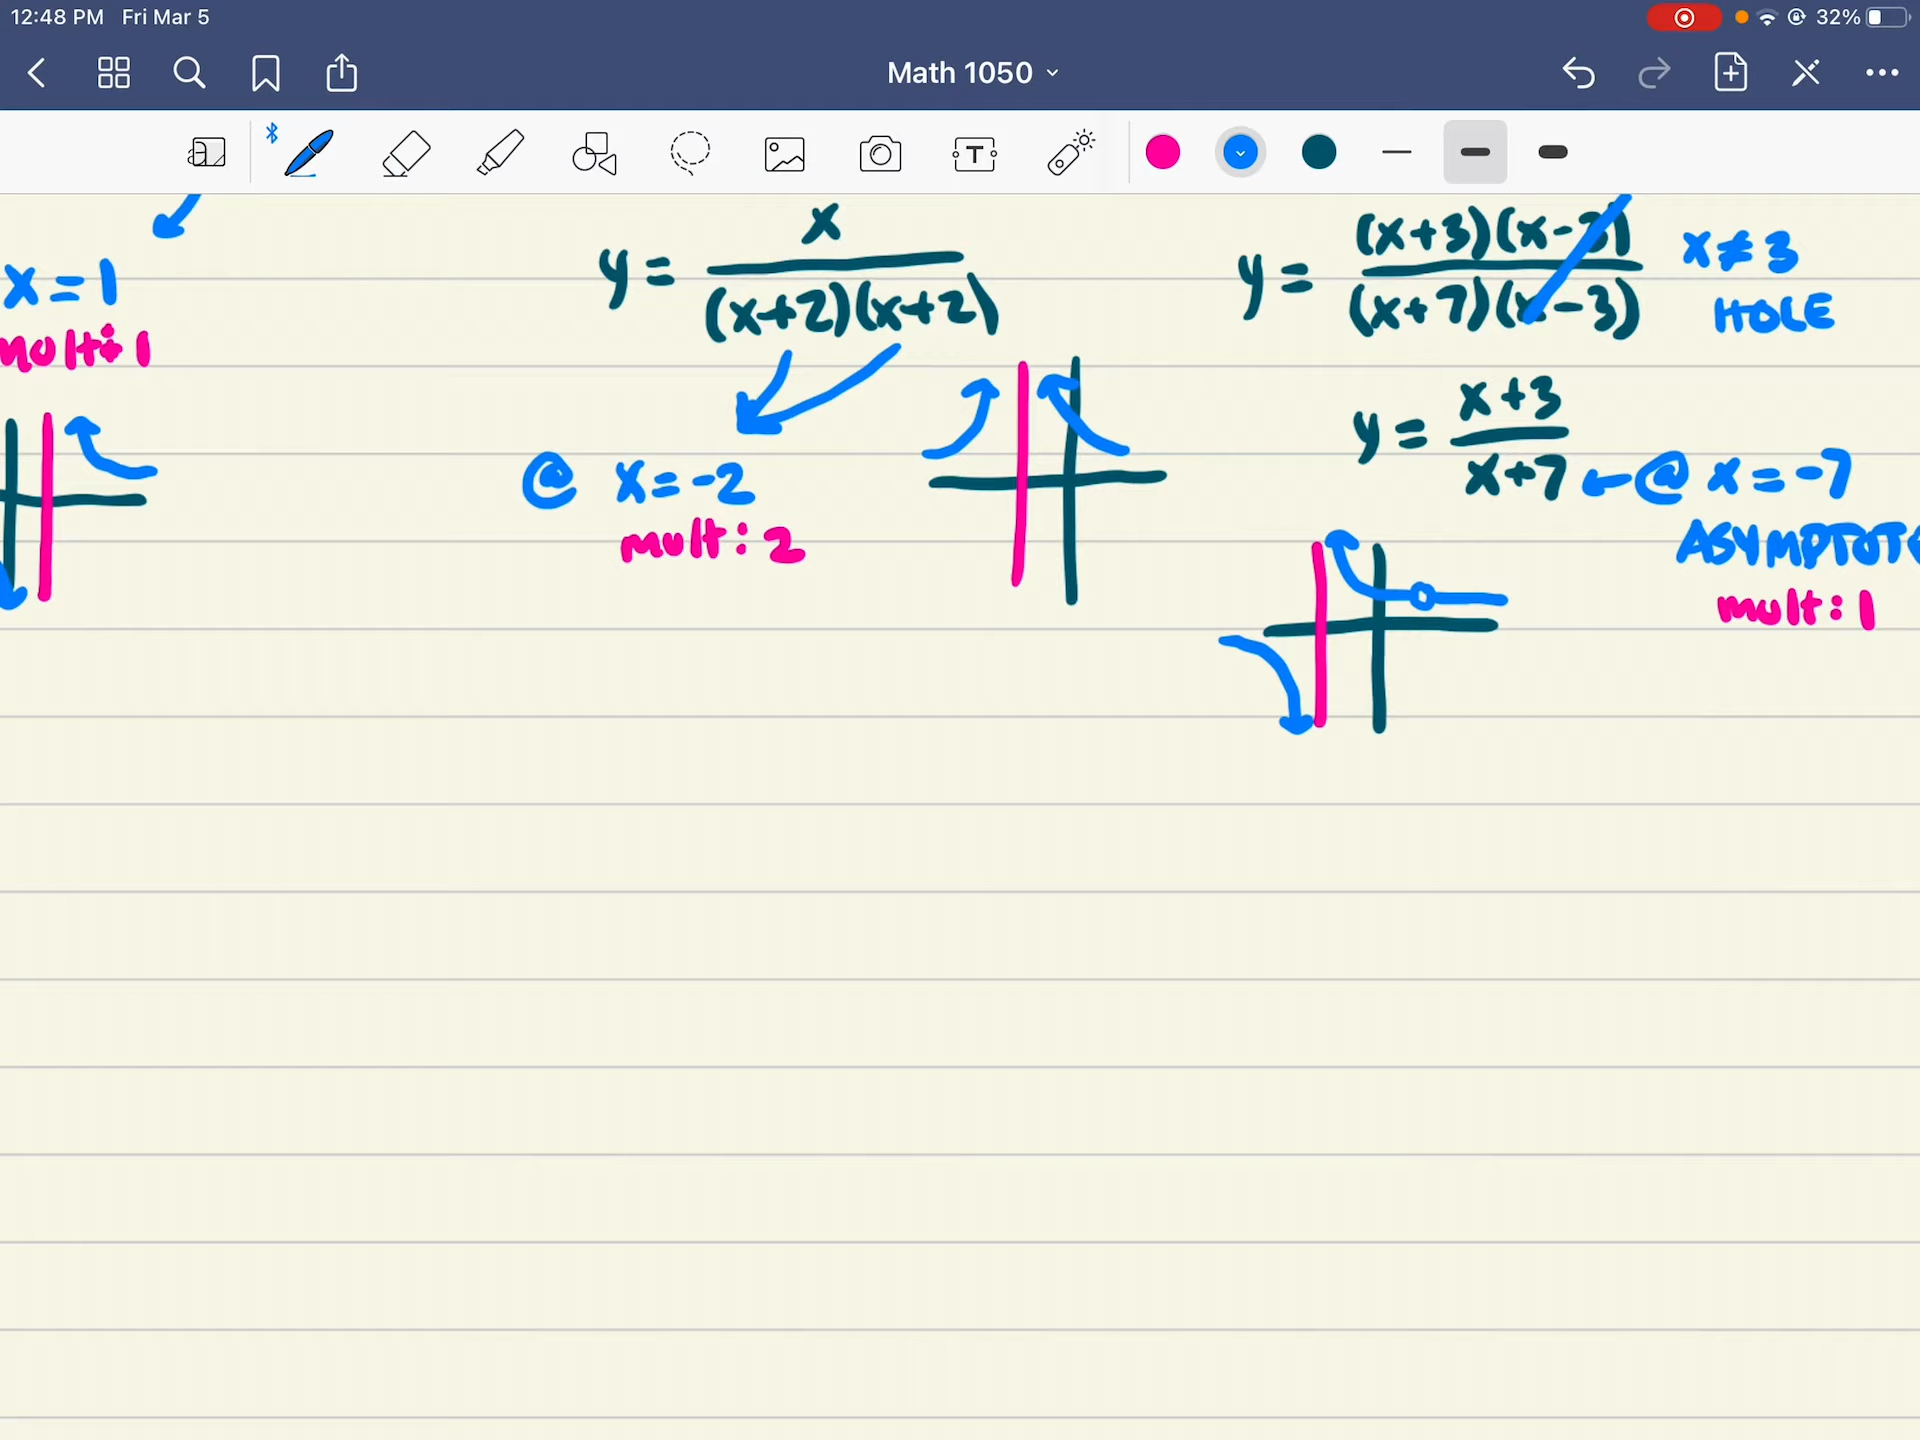 12:48 PM Fri Mar 5
32%
Math 1050
x = 1
mult: 1
y = x / (x+2)(x+2)
@ x = -2
mult: 2
y = (x+3)(x-3) / (x+7)(x-3)
x ≠ 3
HOLE
y = x+3 / x+7
@ x = -7
ASYMPTOTE
mult: 1